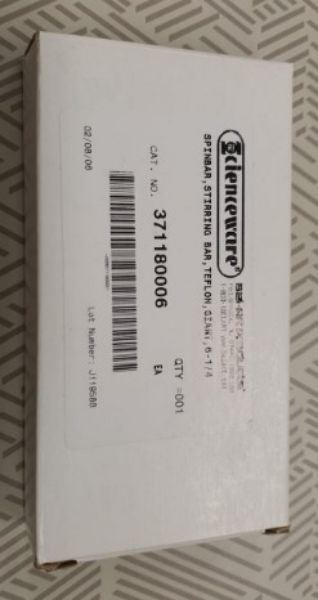 Scienceware®
SPINBAR, STIRRING BAR, TEFLON, GIANT, 6-1/4
CAT. NO. 371180006 QTY =001
EA
02/08/06 Lot Number: J119588